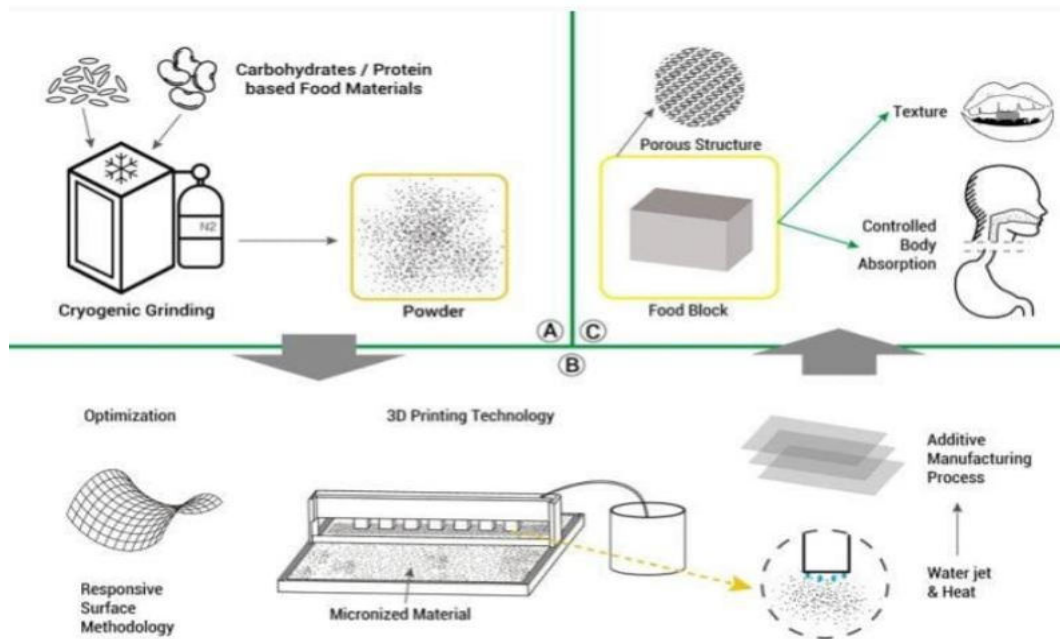 Carbohydrates / Protein
based Food Materials
N2
Cryogenic Grinding
Powder
A
Porous Structure
Food Block
Texture
Controlled
Body
Absorption
C
B
Optimization
Responsive
Surface
Methodology
3D Printing Technology
Micronized Material
Additive
Manufacturing
Process
Water jet
& Heat